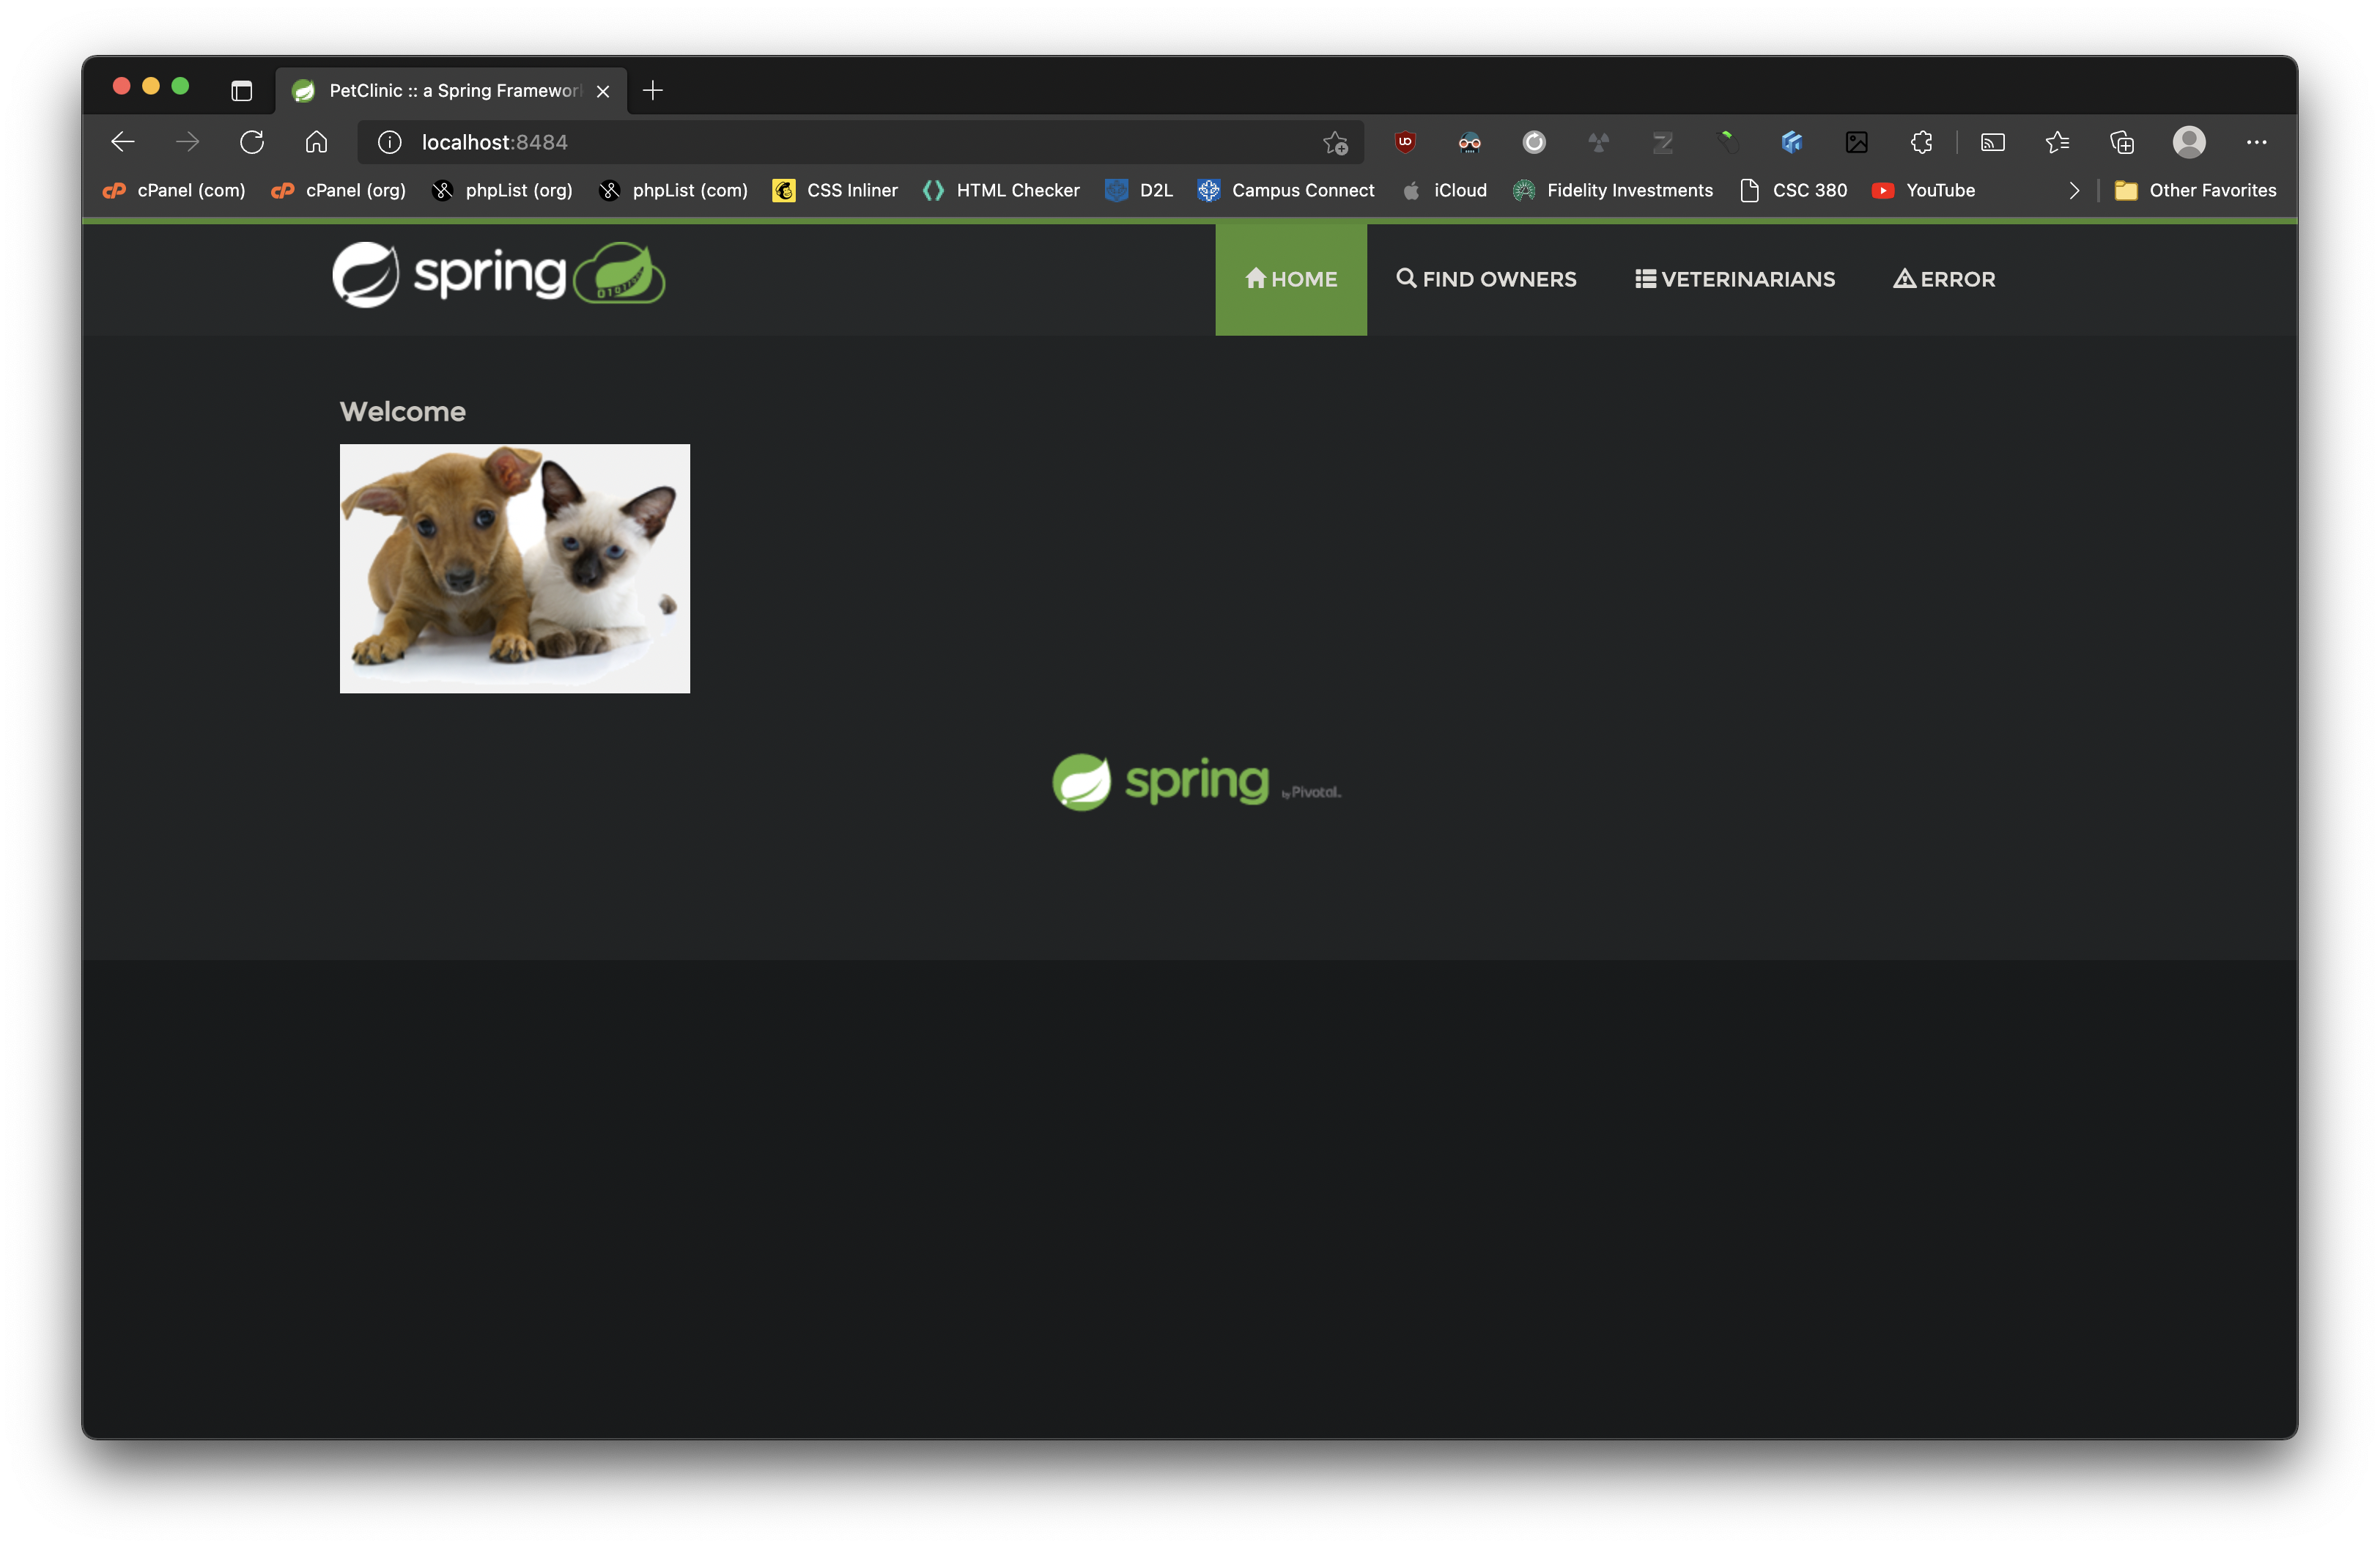 PetClinic :: a Spring Framewor
localhost:8484
cPanel (com) cPanel (org) phpList (org) phpList (com) CSS Inliner HTML Checker D2L Campus Connect iCloud Fidelity Investments CSC 380 YouTube Other Favorites
spring
HOME FIND OWNERS VETERINARIANS ERROR
Welcome
spring by Pivotal.